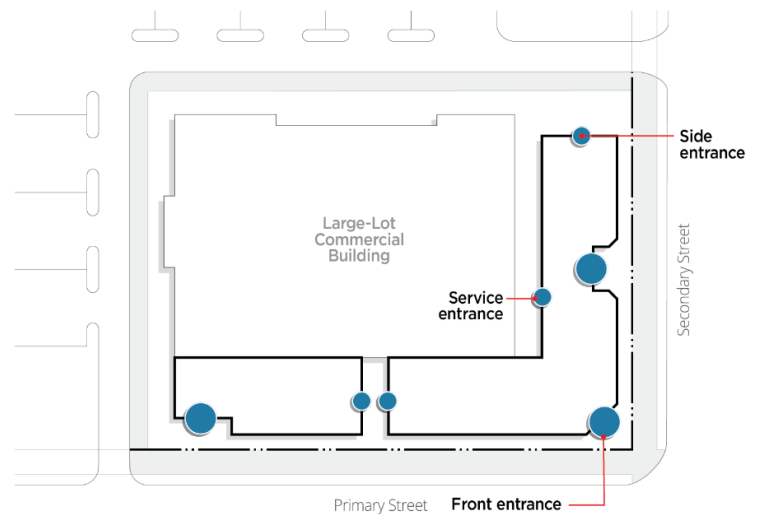 Side
entrance
Large-Lot
Commercial
Building
Secondary Street
Service
entrance
Primary Street
Front entrance